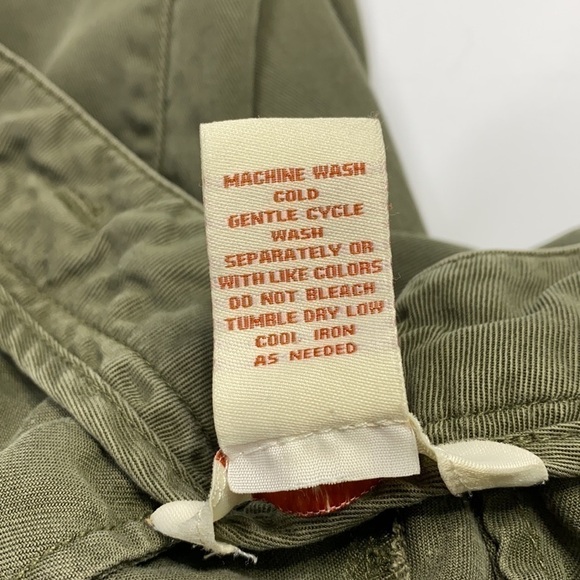 MACHINE WASH
COLD
GENTLE CYCLE
WASH
SEPARATELY OR
WITH LIKE COLORS
DO NOT BLEACH
TUMBLE DRY LOW
COOL IRON
AS NEEDED